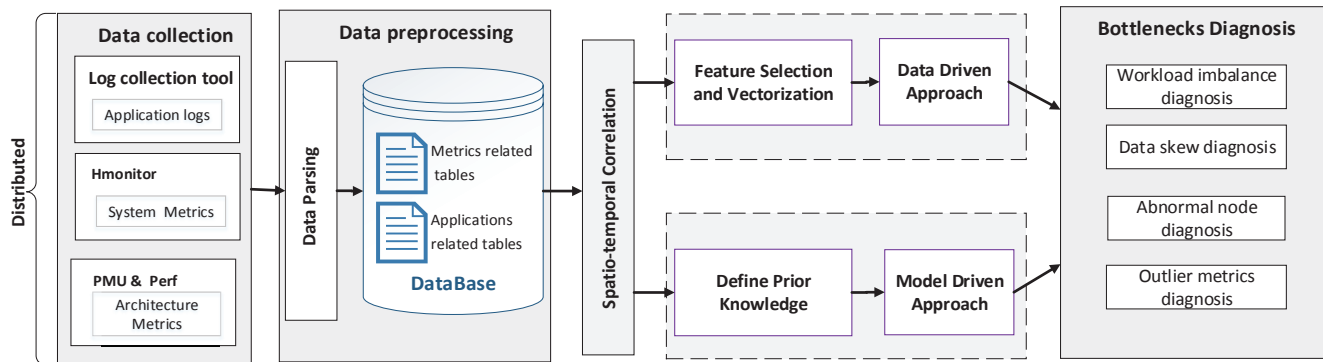 Distributed
Data collection
Log collection tool
Application logs
Hmonitor
System Metrics
PMU & Perf
Architecture
Metrics
Data preprocessing
Data Parsing
Metrics related
tables
Applications
related tables
DataBase
Spatio-temporal Correlation
Feature Selection
and Vectorization
Data Driven
Approach
Define Prior
Knowledge
Model Driven
Approach
Bottlenecks Diagnosis
Workload imbalance
diagnosis
Data skew diagnosis
Abnormal node
diagnosis
Outlier metrics
diagnosis